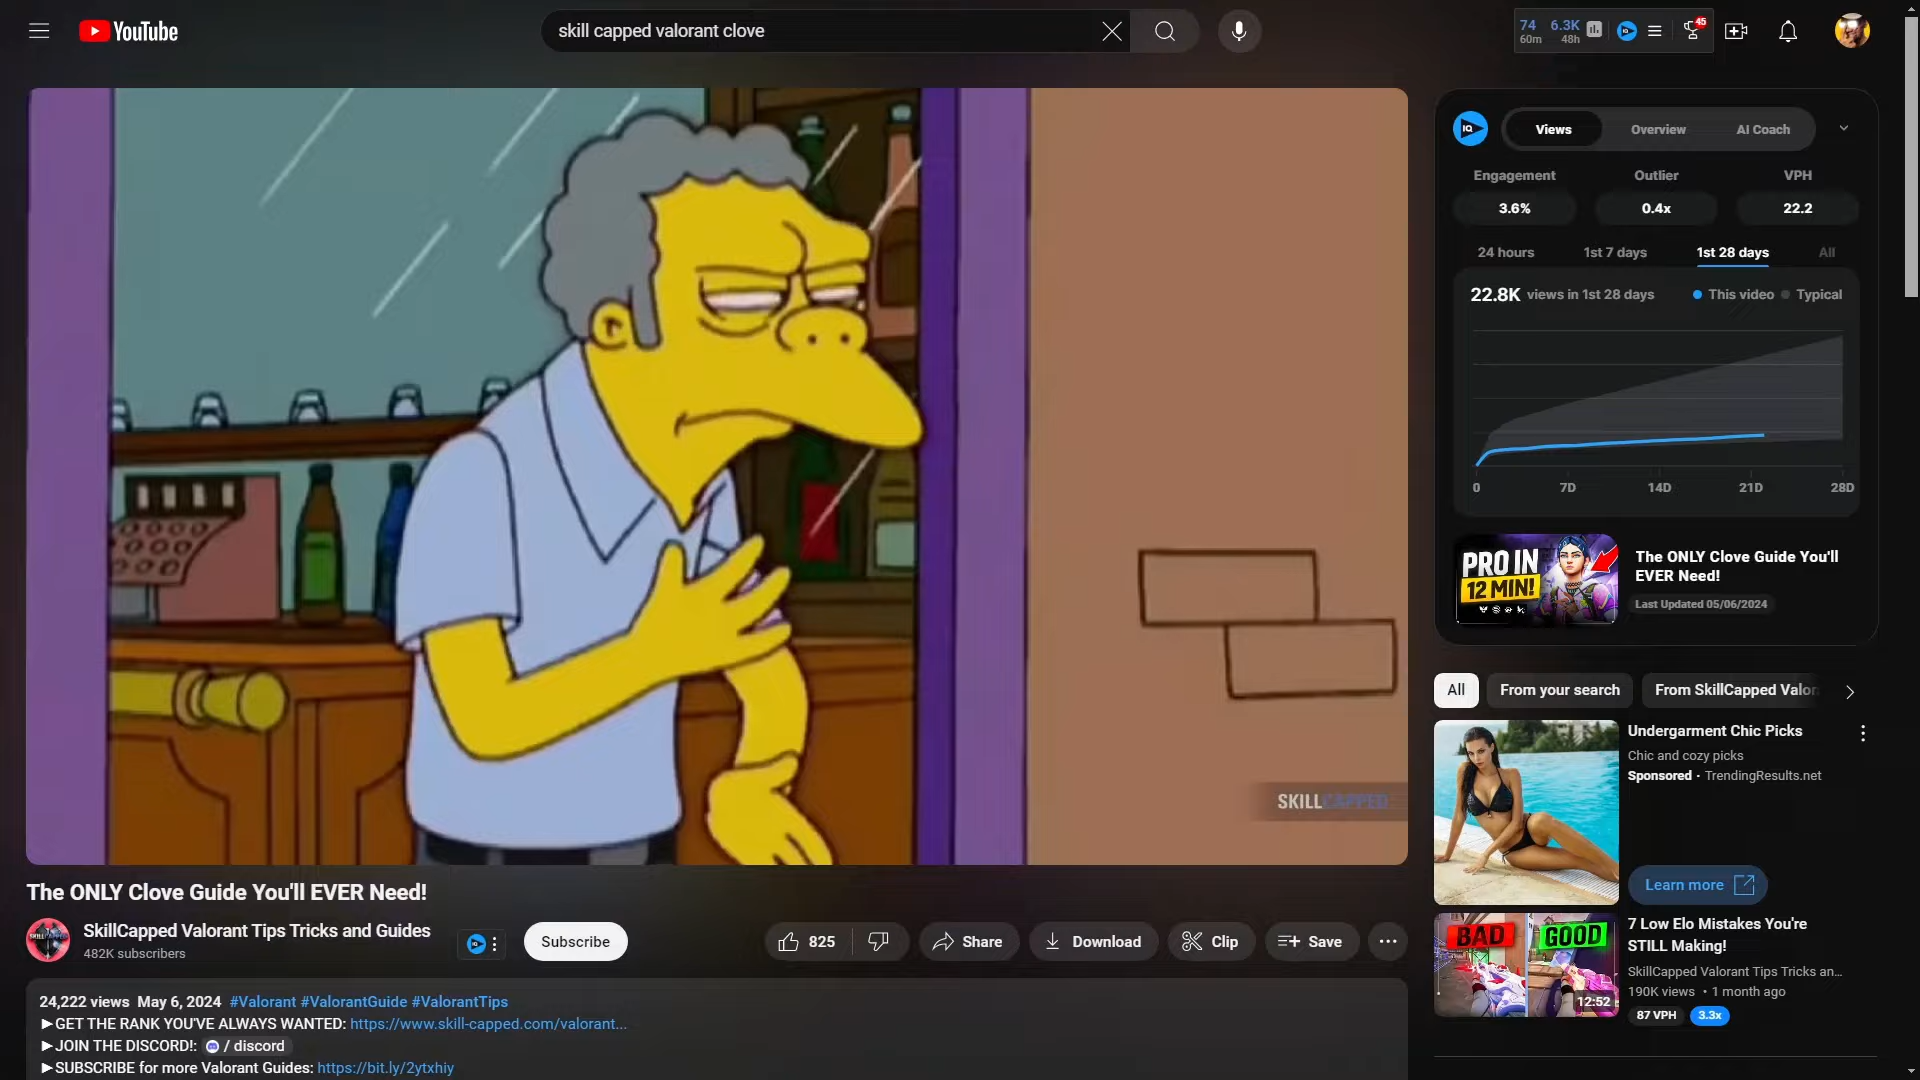 YouTube
skill capped valorant clove
74
60m
6.3K
48h
45
SKILLCAPPED
The ONLY Clove Guide You'll EVER Need!
SkillCapped Valorant Tips Tricks and Guides
482K subscribers
Subscribe
825
Share
Download
Clip
Save
24,222 views May 6, 2024 #Valorant #ValorantGuide #ValorantTips
►GET THE RANK YOU'VE ALWAYS WANTED: https://www.skill-capped.com/valorant...
►JOIN THE DISCORD!: / discord
►SUBSCRIBE for more Valorant Guides: https://bit.ly/2ytxhiy
IQ
Views
Overview
AI Coach
Engagement
Outlier
VPH
3.6%
0.4x
22.2
24 hours
1st 7 days
1st 28 days
All
22.8K views in 1st 28 days
This video
Typical
0
7D
14D
21D
28D
PRO IN
12 MIN!
The ONLY Clove Guide You'll
EVER Need!
Last Updated 05/06/2024
All
From your search
From SkillCapped Valor
Undergarment Chic Picks
Chic and cozy picks
Sponsored · TrendingResults.net
Learn more
BAD
GOOD
12:52
7 Low Elo Mistakes You're
STILL Making!
SkillCapped Valorant Tips Tricks an...
190K views • 1 month ago
87 VPH
3.3x